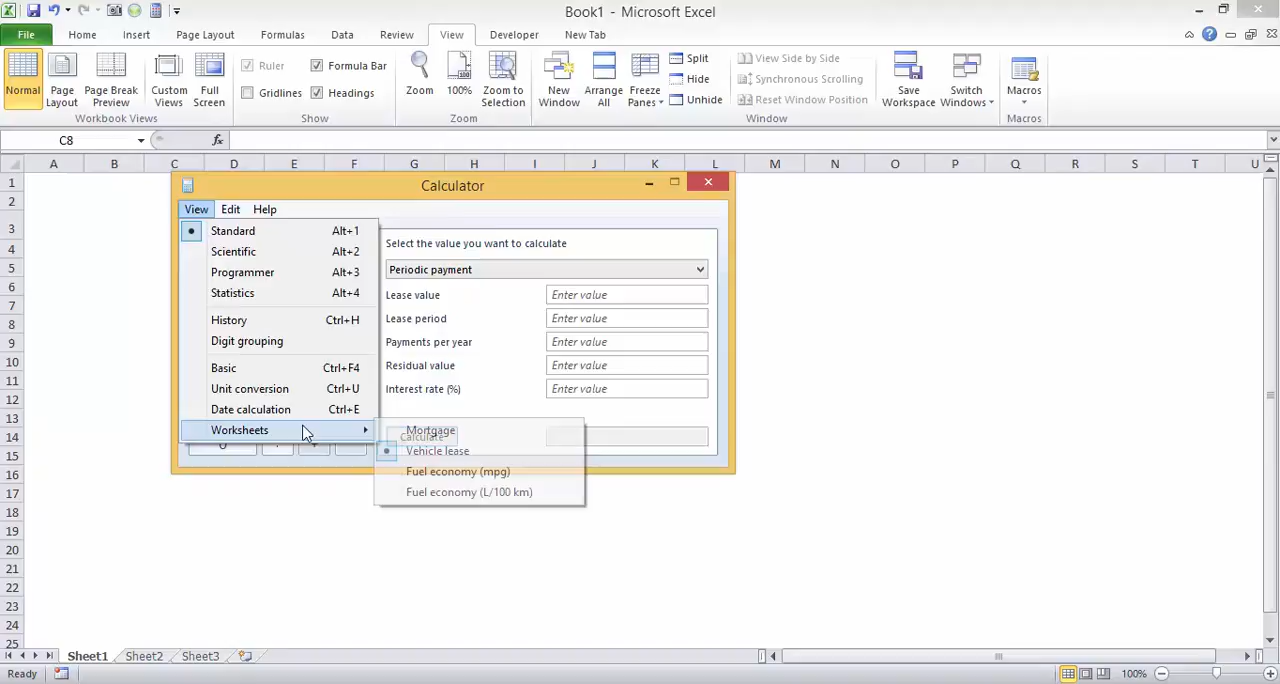 Book1 - Microsoft Excel
File Home Insert Page Layout Formulas Data Review View Developer New Tab
Normal Page Layout Page Break Preview Custom Views Full Screen
Workbook Views
Ruler Formula Bar
Gridlines Headings
Show
Zoom 100% Zoom to Selection
Zoom
New Window Arrange All Freeze Panes
Split
Hide
Unhide
View Side by Side
Synchronous Scrolling
Reset Window Position
Window
Save Workspace Switch Windows
Macros
Macros
C8 fx
A B C D E F G H I J K L M N O P Q R S T U
1
2
3
4
5
6
7
8
9
10
11
12
13
14
15
16
17
18
19
20
21
22
23
24
25
Calculator
View Edit Help
Standard Alt+1
Scientific Alt+2
Programmer Alt+3
Statistics Alt+4
History Ctrl+H
Digit grouping
Basic Ctrl+F4
Unit conversion Ctrl+U
Date calculation Ctrl+E
Worksheets
Select the value you want to calculate
Periodic payment
Lease value Enter value
Lease period Enter value
Payments per year Enter value
Residual value Enter value
Interest rate (%) Enter value
Calculate
Mortgage
Vehicle lease
Fuel economy (mpg)
Fuel economy (L/100 km)
Sheet1 Sheet2 Sheet3
Ready 100%